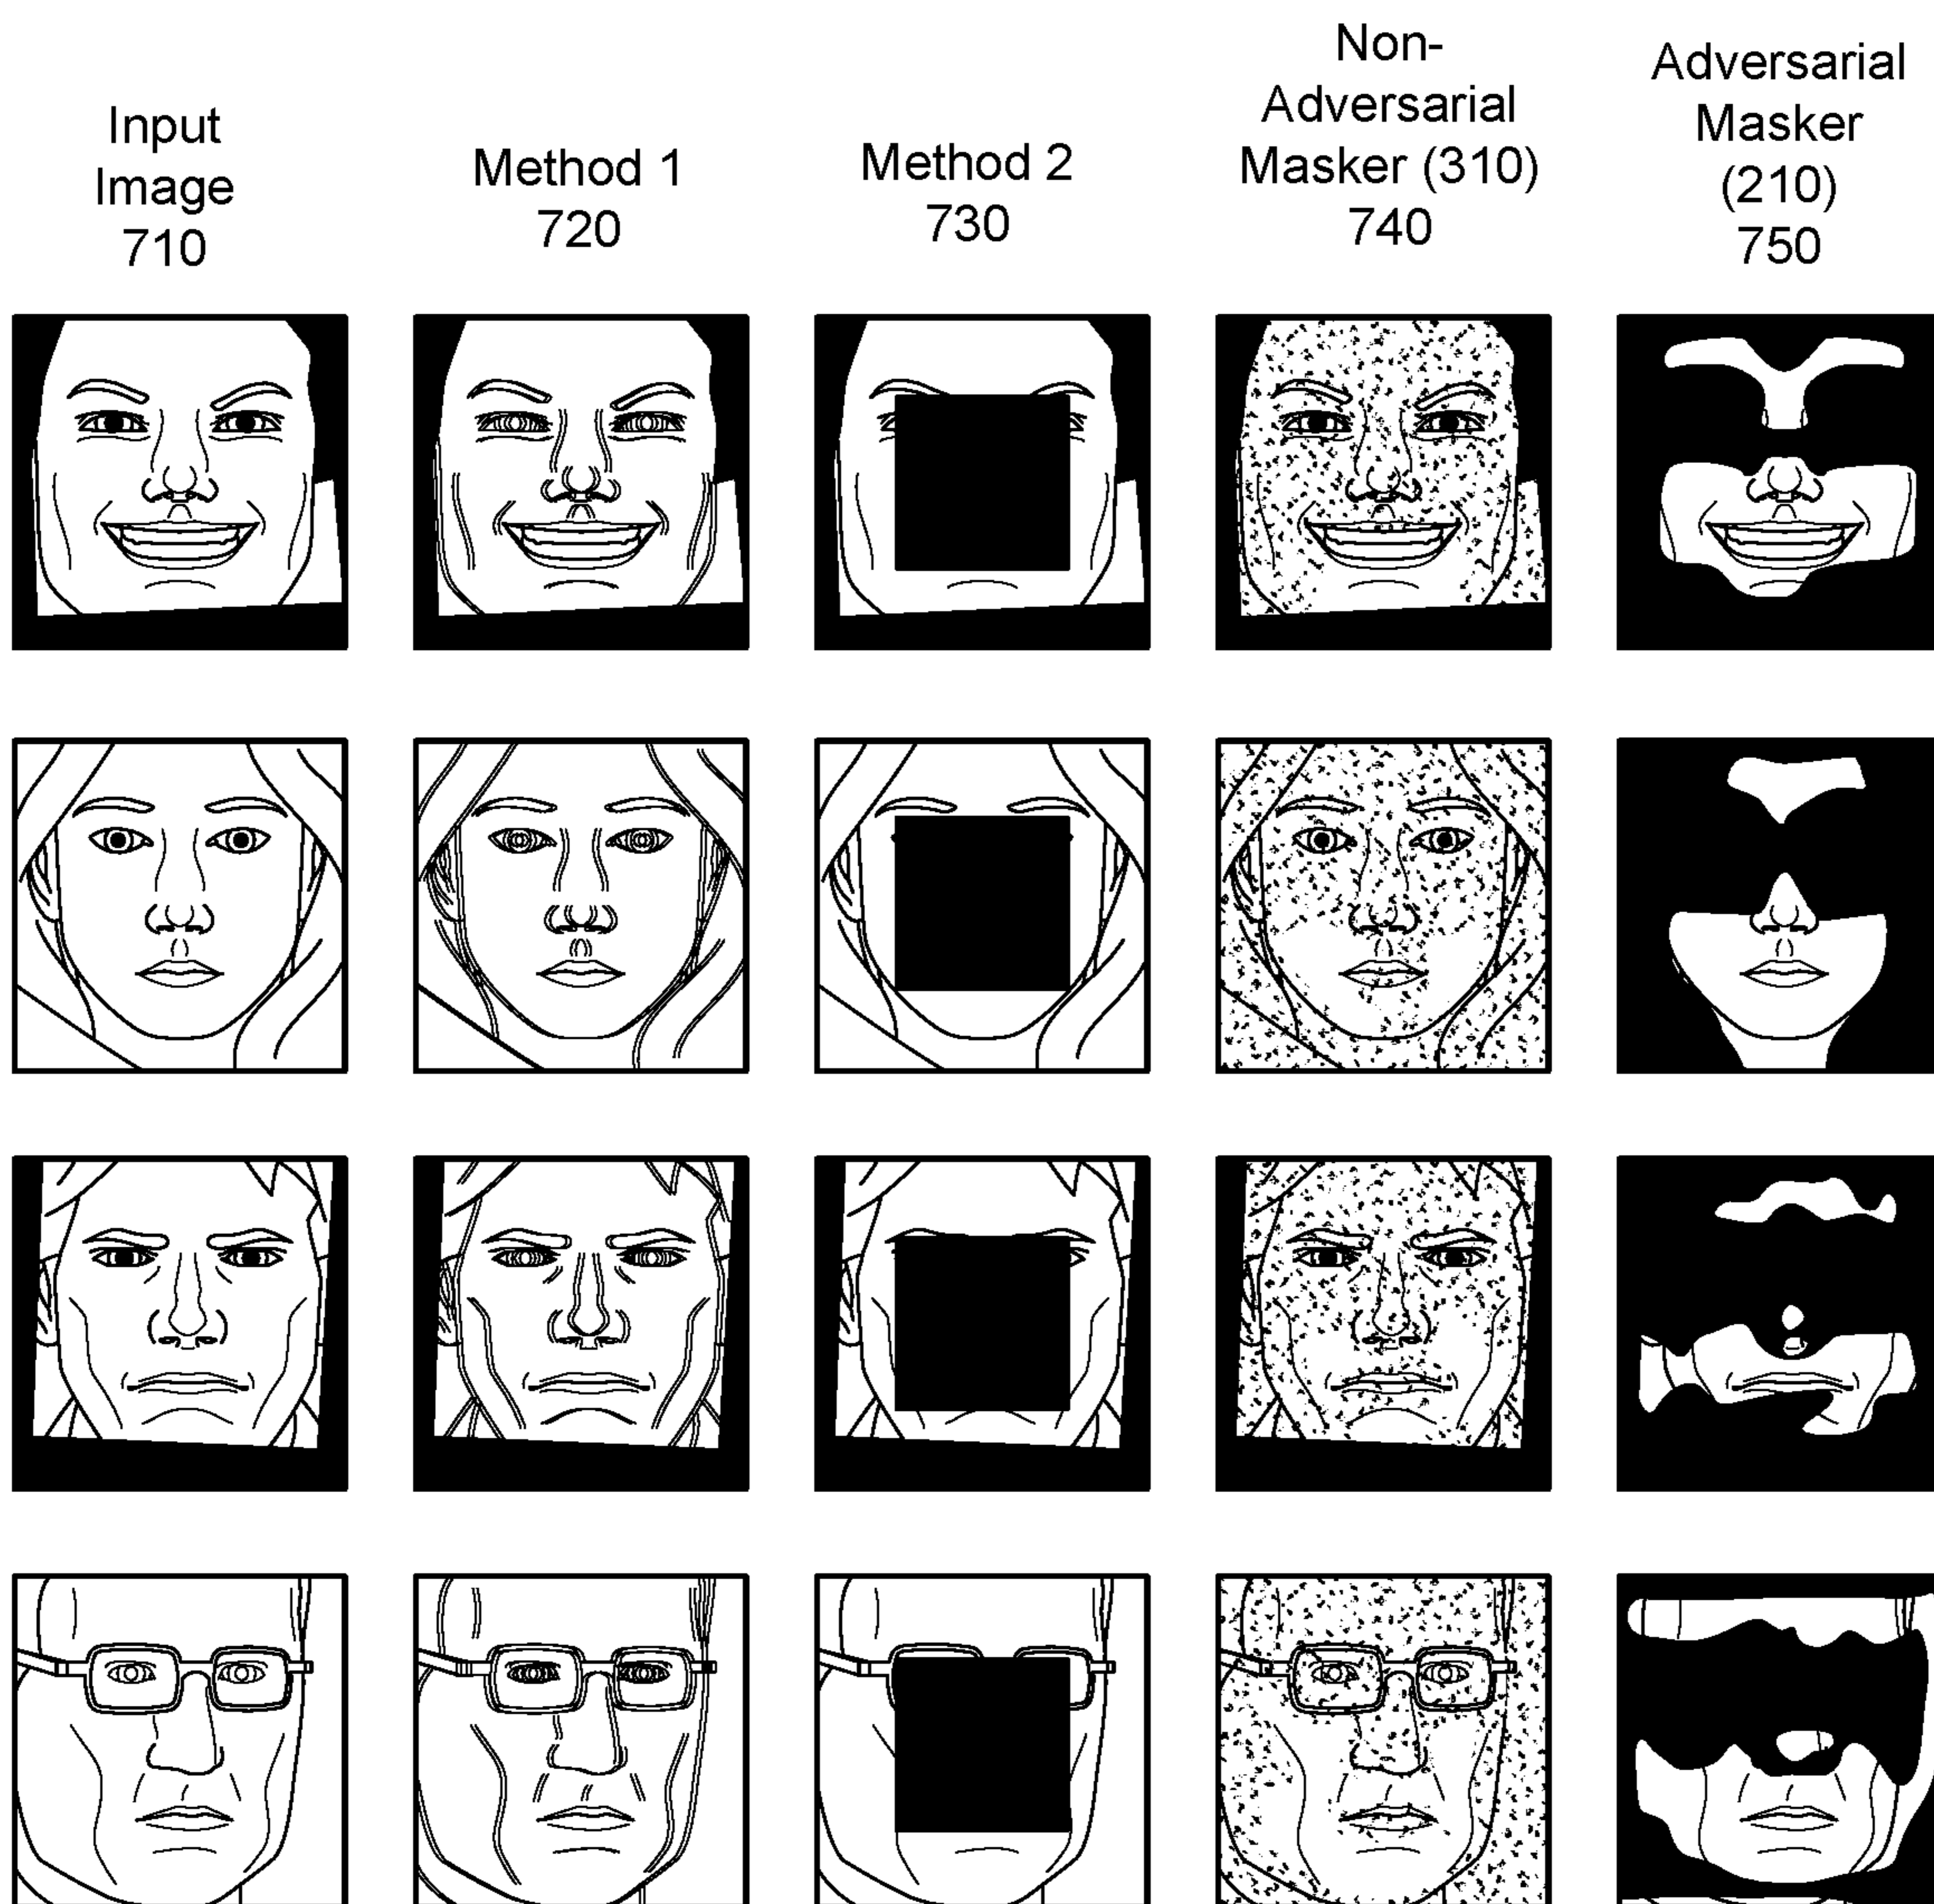 Input
Image
710
Method 1
720
Method 2
730
Non-
Adversarial
Masker (310)
740
Adversarial
Masker
(210)
750